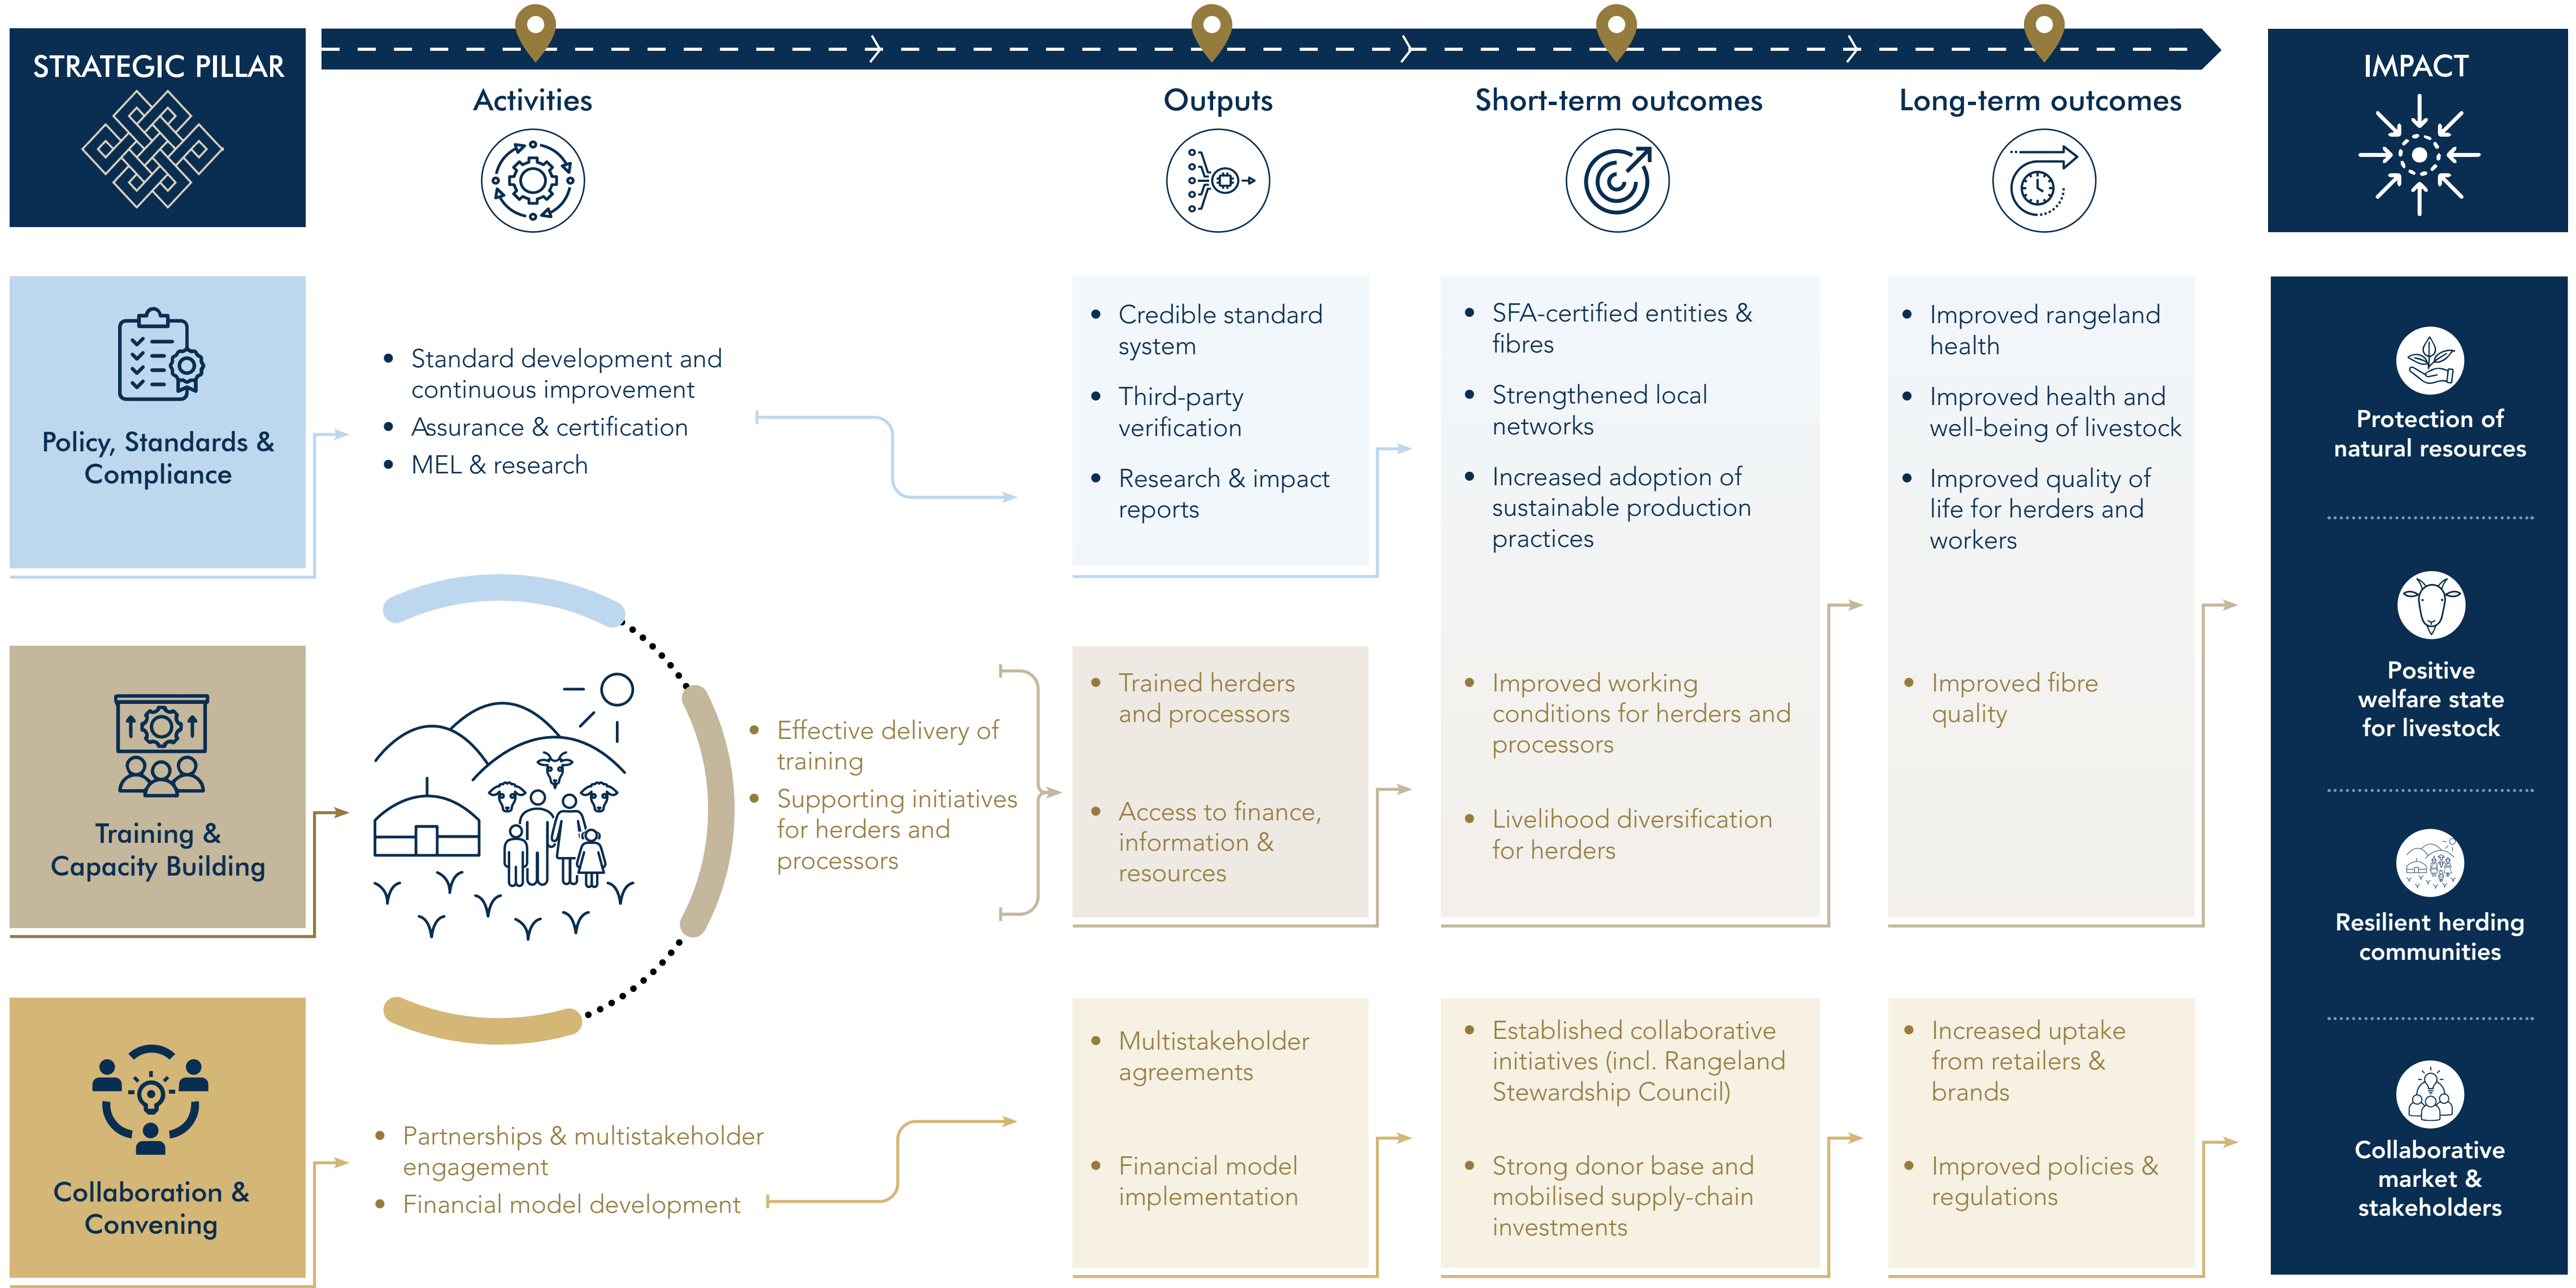 STRATEGIC PILLAR
Activities
Outputs
Short-term outcomes
Long-term outcomes
IMPACT
Policy, Standards &
Compliance
Standard development and
continuous improvement
Assurance & certification
MEL & research
Credible standard
system
Third-party
verification
Research & impact
reports
SFA-certified entities &
fibres
Strengthened local
networks
Increased adoption of
sustainable production
practices
Improved rangeland
health
Improved health and
well-being of livestock
Improved quality of
life for herders and
workers
Training &
Capacity Building
Effective delivery of
training
Supporting initiatives
for herders and
processors
Trained herders
and processors
Access to finance,
information &
resources
Improved working
conditions for herders and
processors
Livelihood diversification
for herders
Improved fibre
quality
Collaboration &
Convening
Partnerships & multistakeholder
engagement
Financial model development
Multistakeholder
agreements
Financial model
implementation
Established collaborative
initiatives (incl. Rangeland
Stewardship Council)
Strong donor base and
mobilised supply-chain
investments
Increased uptake
from retailers &
brands
Improved policies &
regulations
Protection of
natural resources
Positive
welfare state
for livestock
Resilient herding
communities
Collaborative
market &
stakeholders